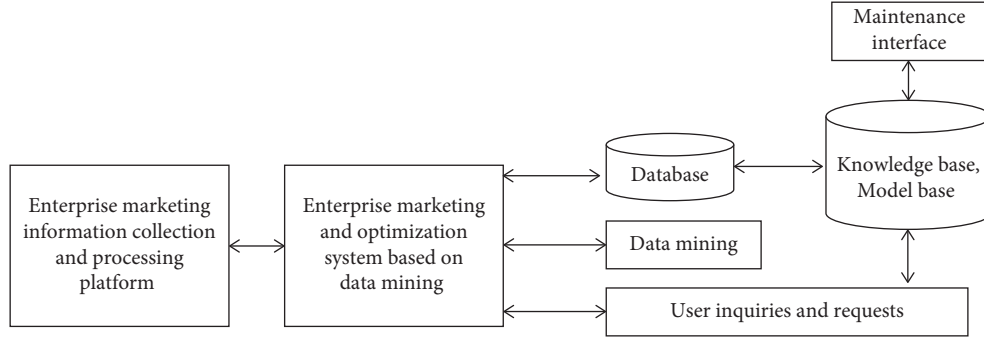 Maintenance
interface
Knowledge base,
Model base
Database
Enterprise marketing
information collection
and processing
platform
Enterprise marketing
and optimization
system based on
data mining
Data mining
User inquiries and requests